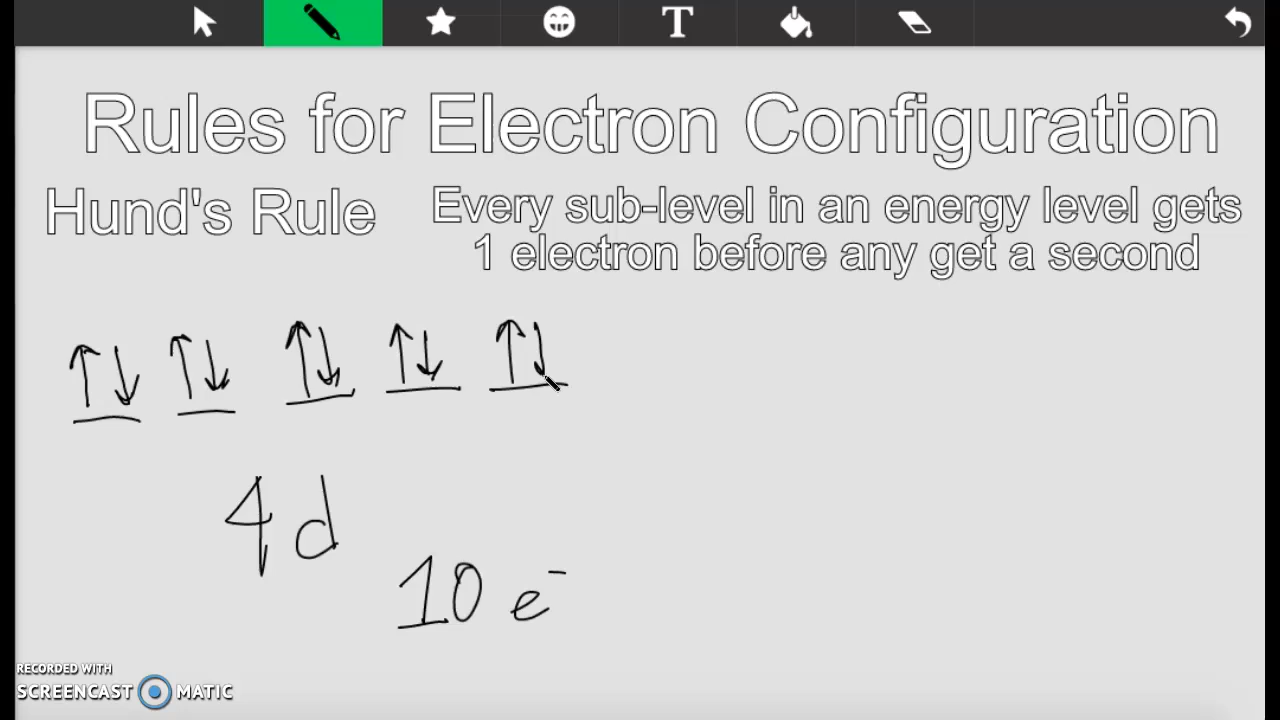 T
Rules for Electron Configuration
Hund's Rule
Every sub-level in an energy level gets
1 electron before any get a second
4d
10 e⁻
RECORDED WITH
SCREENCAST MATIC